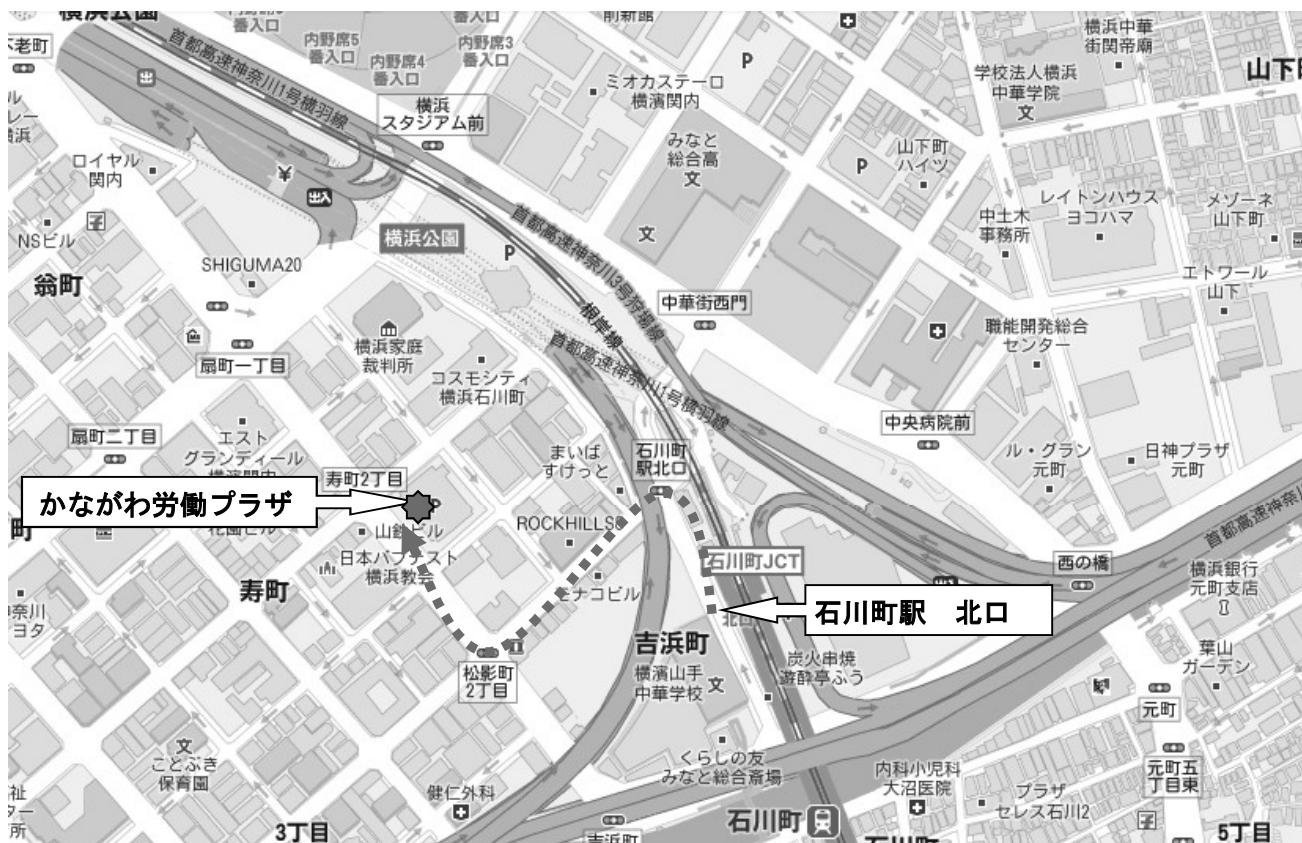 横浜公園
不老町
内野席5
番入口
内野席4
番入口
内野席3
番入口
首都高速神奈川1号横羽線
出
横浜
スタジアム前
ミオカステーロ
横濱関内
P
横浜中華
街関帝廟
学校法人横浜
中華学院
文
みなと
総合高
文
文
P
山下町
ハイツ
ロイヤル
関内
¥
出入
レイトンハウス
ヨコハマ
メゾーネ
山下町
中土木
事務所
NSビル
横浜公園
P
首都高速神奈川3号狩場線
SHIGUMA20
翁町
エトワール
山下
中華街西門
根岸線
首都高速神奈川1号横羽線
職能開発総合
センター
横浜家庭
裁判所
扇町一丁目
コスモシティ
横浜石川町
中央病院前
扇町二丁目
エスト
グランディール
まいば
すけっと
石川町
駅北口
ル・グラン
元町
日神プラザ
元町
寿町2丁目
かながわ労働プラザ
ROCKHILLS
山鉄ビル
日本バプテスト
横浜教会
寿町
石川町JCT
西の橋
首都高速神奈川
横浜銀行
元町支店
石川町駅 北口
吉浜町
横濱山手
中華学校
文
炭火串焼
遊酔亭ふう
葉山
ガーデン
松影町
2丁目
元町
文
ことぶき
保育園
くらしの友
みなと総合斎場
内科小児科
大沼医院
元町五
丁目東
プラザ
セレス石川2
健仁外科
3丁目
石川町
吉浜町
石川町
5丁目